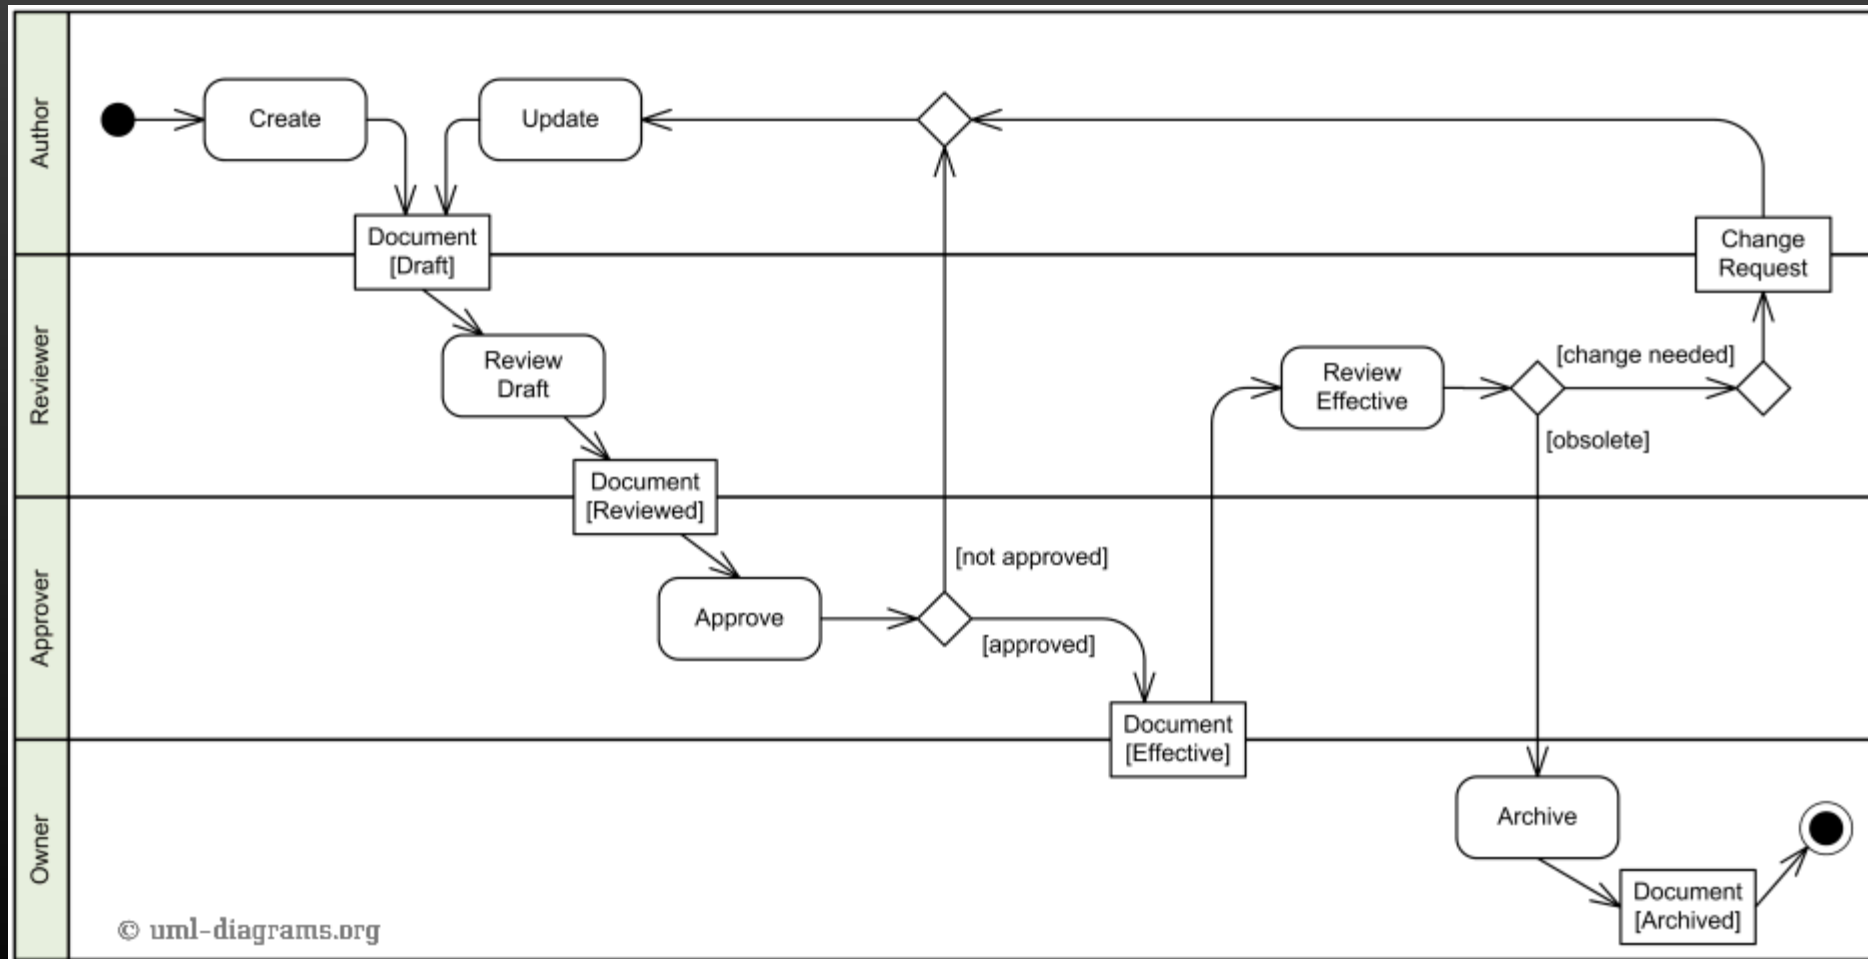 Author
Create
Update
Document
[Draft]
Change
Request
Reviewer
Review
Draft
Review
Effective
[change needed]
[obsolete]
Document
[Reviewed]
Approver
[not approved]
Approve
[approved]
Document
[Effective]
Owner
Archive
Document
[Archived]
© uml-diagrams.org